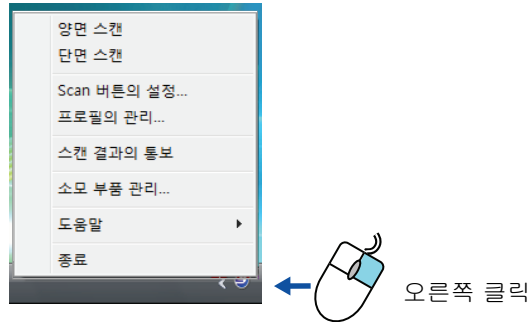 양면 스캔
단면 스캔
Scan 버튼의 설정...
프로필의 관리...
스캔 결과의 통보
소모 부품 관리...
도움말
종료
오른쪽 클릭